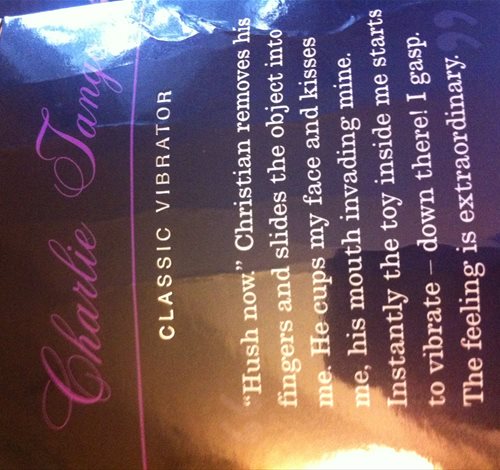 Charlie Tang
CLASSIC VIBRATOR
“Hush now.” Christian removes his
fingers and slides the object into
me. He cups my face and kisses
me, his mouth invading mine.
Instantly the toy inside me starts
to vibrate – down there! I gasp.
The feeling is extraordinary.”